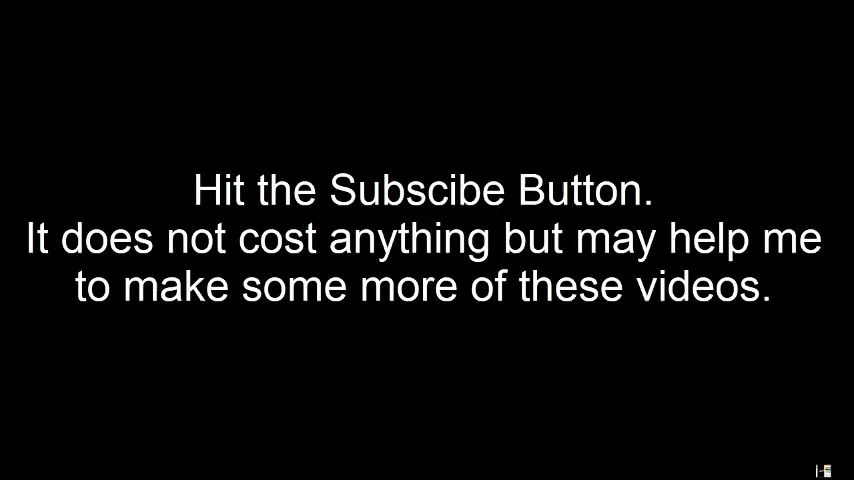 Hit the Subscibe Button.
It does not cost anything but may help me
to make some more of these videos.